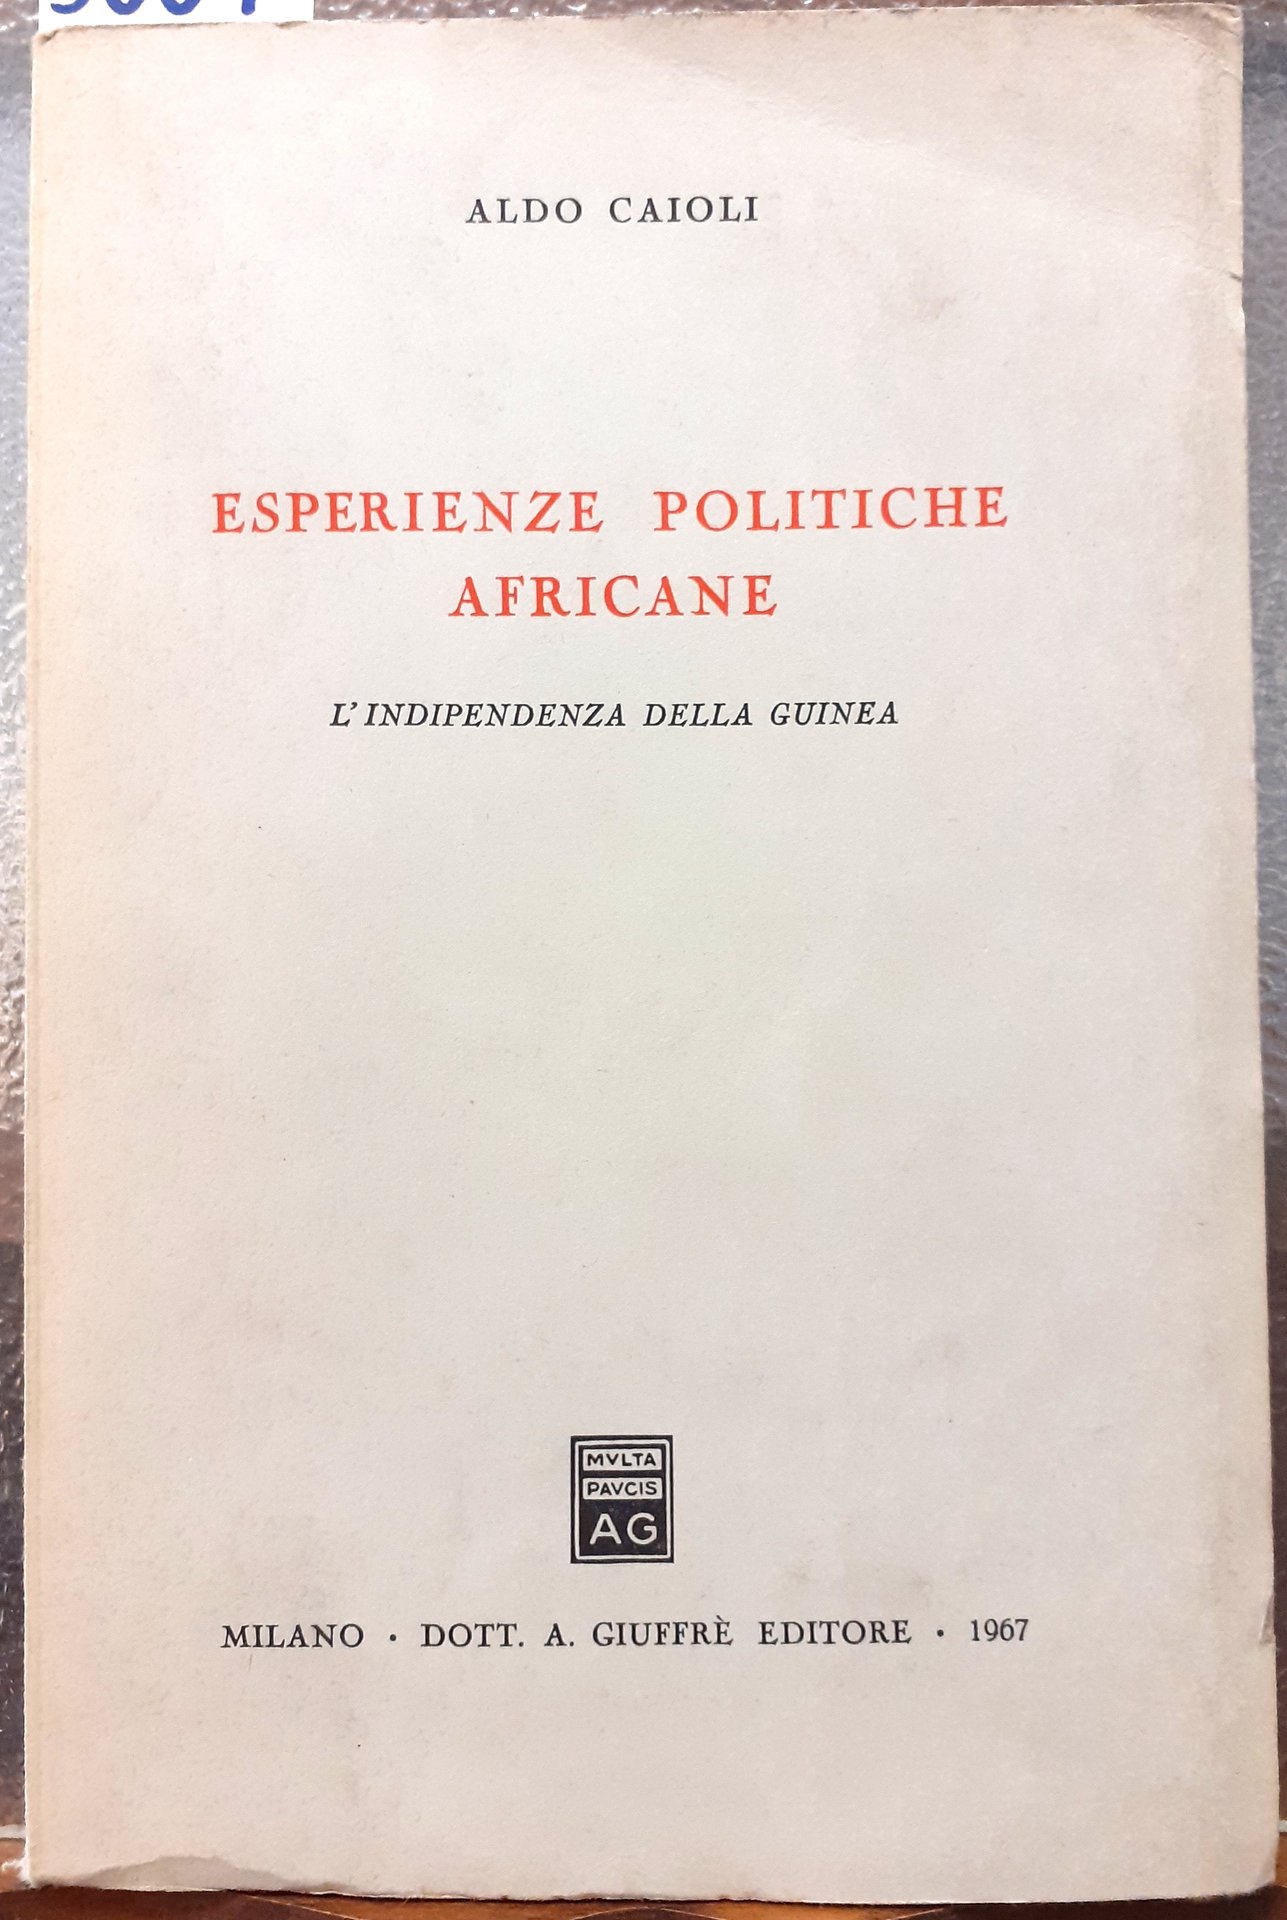 ALDO CAIOLI
ESPERIENZE POLITICHE
AFRICANE
L'INDIPENDENZA DELLA GUINEA
MVLTA
PAVCIS
AG
MILANO · DOTT. A. GIUFFRÈ EDITORE · 1967